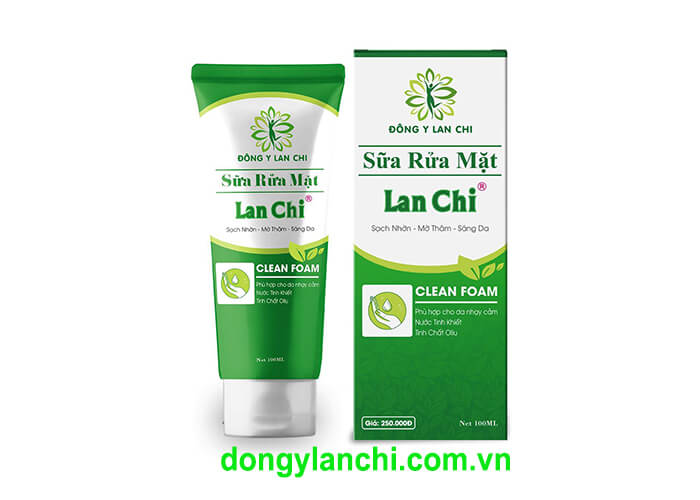 ĐÔNG Y LAN CHI
Sữa Rửa Mặt
Lan Chi®
Sạch Nhờn - Mờ Thâm - Sáng Da
CLEAN FOAM
Phù hợp cho da nhạy cảm
Nước Tinh Khiết
Tinh Chất Oliu
Net 100ML
ĐÔNG Y LAN CHI
Sữa Rửa Mặt
Lan Chi®
Sạch Nhờn - Mờ Thâm - Sáng Da
CLEAN FOAM
Phù hợp cho da nhạy cảm
Nước Tinh Khiết
Tinh Chất Oliu
Giá: 250.000Đ
Net 100ML
dongylanchi.com.vn